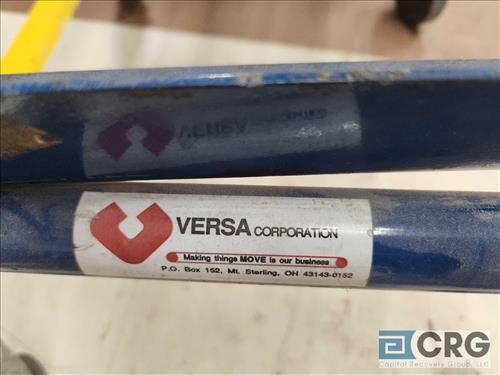 VERSA
VERSA CORPORATION
Making things MOVE is our business
P.O. Box 152, Mt. Sterling, OH 43143-0152
CRG
Capital Recovery Group, LLC